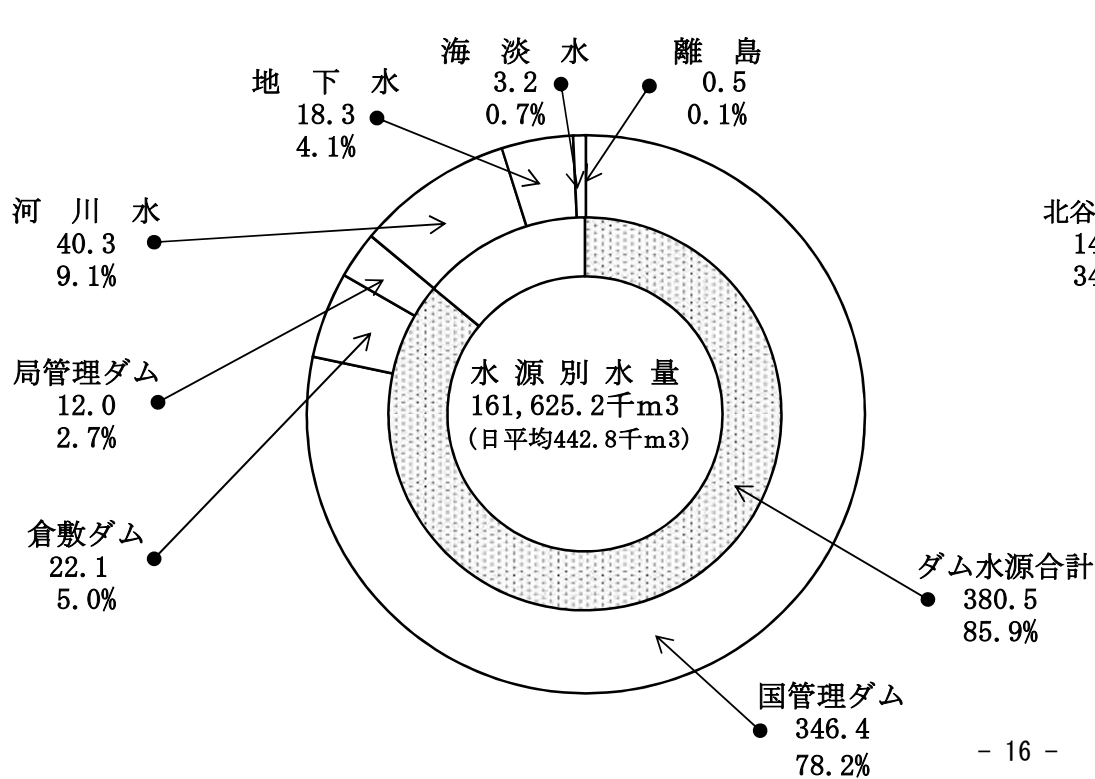 海 淡 水
3.2
0.7%
離 島
0.5
0.1%
地 下 水
18.3
4.1%
河 川 水
40.3
9.1%
北谷
14
34
局管理ダム
12.0
2.7%
水 源 別 水 量
161,625.2千m3
(日平均442.8千m3)
倉敷ダム
22.1
5.0%
ダム水源合計
380.5
85.9%
国管理ダム
346.4
78.2%
- 16 -